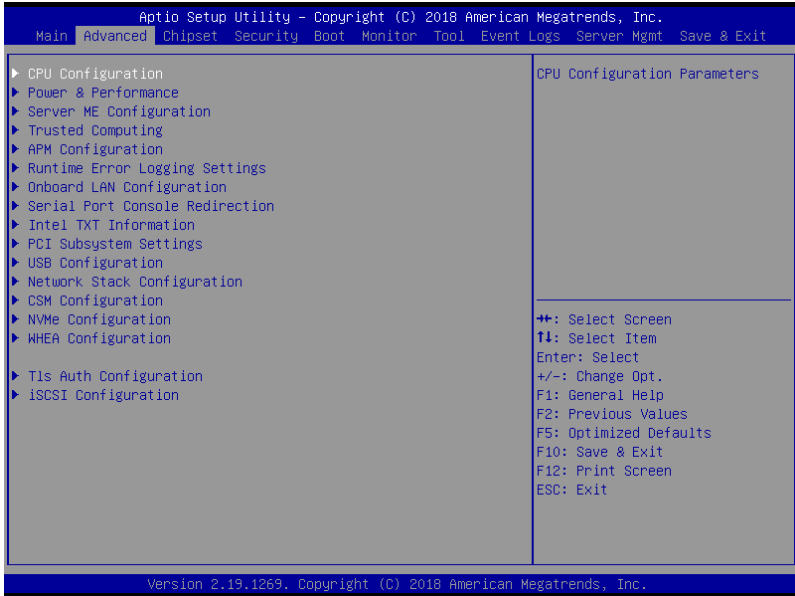 Aptio Setup Utility – Copyright (C) 2018 American Megatrends, Inc.
Main Advanced Chipset Security Boot Monitor Tool Event Logs Server Mgmt Save & Exit
CPU Configuration
Power & Performance
Server ME Configuration
Trusted Computing
APM Configuration
Runtime Error Logging Settings
Onboard LAN Configuration
Serial Port Console Redirection
Intel TXT Information
PCI Subsystem Settings
USB Configuration
Network Stack Configuration
CSM Configuration
NVMe Configuration
WHEA Configuration
Tls Auth Configuration
iSCSI Configuration
CPU Configuration Parameters
→←: Select Screen
↑↓: Select Item
Enter: Select
+/-: Change Opt.
F1: General Help
F2: Previous Values
F5: Optimized Defaults
F10: Save & Exit
F12: Print Screen
ESC: Exit
Version 2.19.1269. Copyright (C) 2018 American Megatrends, Inc.